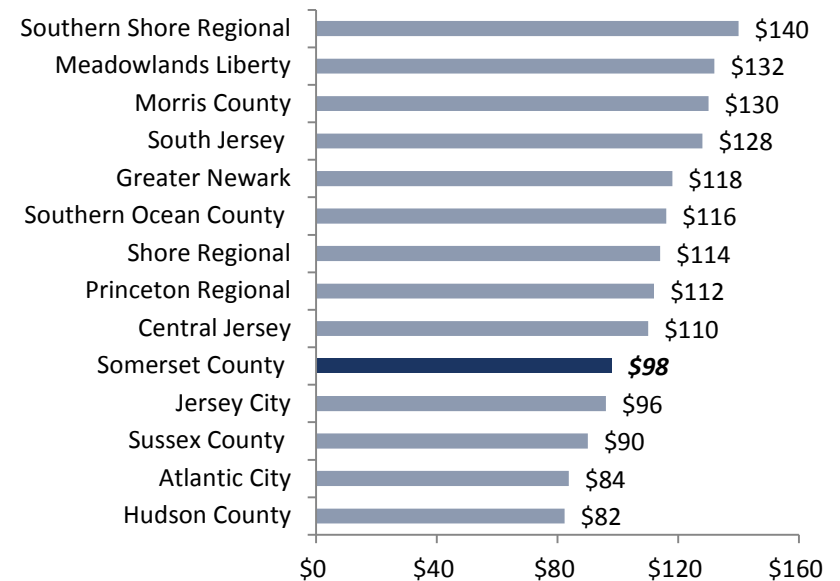 Southern Shore Regional $140
Meadowlands Liberty $132
Morris County $130
South Jersey $128
Greater Newark $118
Southern Ocean County $116
Shore Regional $114
Princeton Regional $112
Central Jersey $110
Somerset County $98
Jersey City $96
Sussex County $90
Atlantic City $84
Hudson County $82
$0 $40 $80 $120 $160